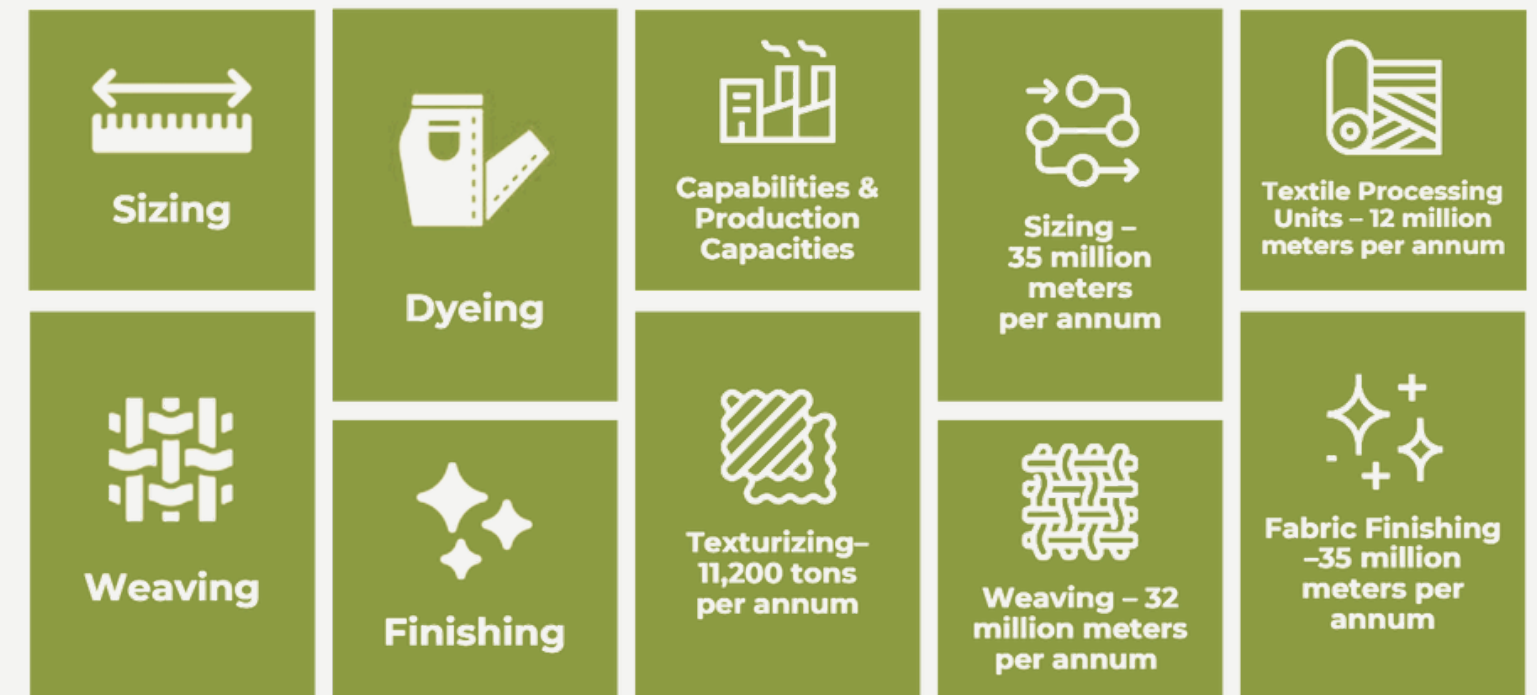 Sizing
Weaving
Dyeing
Finishing
Capabilities &
Production
Capacities
Texturizing–
11,200 tons
per annum
Sizing –
35 million
meters
per annum
Weaving – 32
million meters
per annum
Textile Processing
Units – 12 million
meters per annum
Fabric Finishing
–35 million
meters per
annum